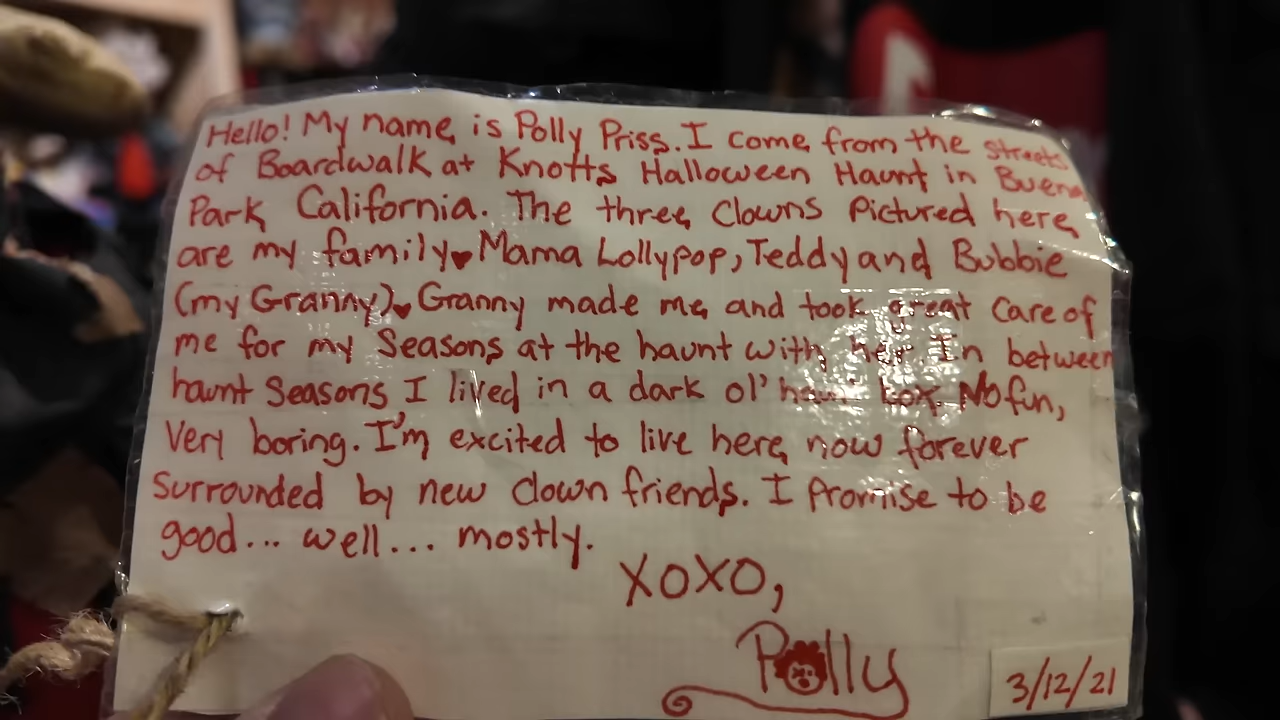 Hello! My name is Polly Priss. I come from the streets
of Boardwalk at Knotts Halloween Haunt in Buena
Park California. The three Clowns Pictured here
are my family♥Mama Lollypop, Teddy and Bubbie
(my Granny)♥ Granny made me and took great Care of
me for my Seasons at the haunt with her In between
haunt Seasons I lived in a dark ol' haunt box. No fun,
Very boring. I'm excited to live here now forever
Surrounded by new clown friends. I Promise to be
good... well... mostly.
XOXO,
Polly
3/12/21